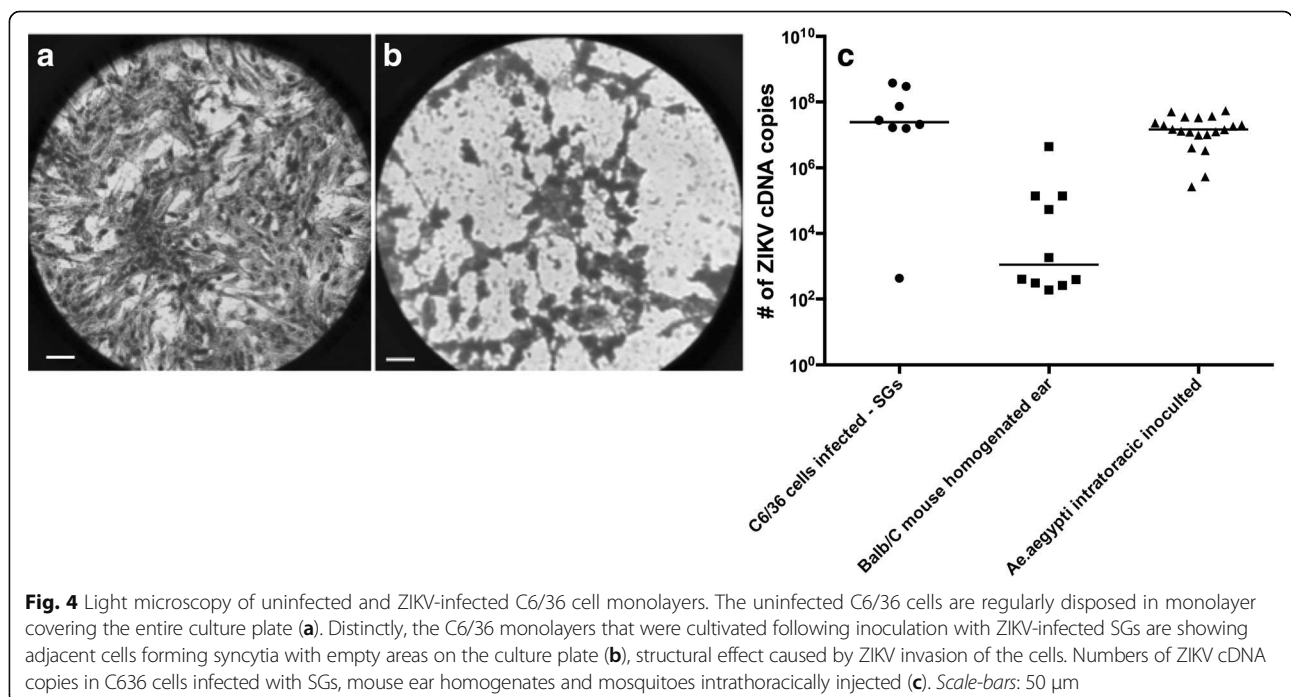 a
b
c
10^10
10^8
10^6
10^4
10^2
10^0
# of ZIKV cDNA copies
C6/36 cells infected - SGs
Balb/C mouse homogenated ear
Ae.aegypti intratoracic inoculted
Fig. 4 Light microscopy of uninfected and ZIKV-infected C6/36 cell monolayers. The uninfected C6/36 cells are regularly disposed in monolayer
covering the entire culture plate (a). Distinctly, the C6/36 monolayers that were cultivated following inoculation with ZIKV-infected SGs are showing
adjacent cells forming syncytia with empty areas on the culture plate (b), structural effect caused by ZIKV invasion of the cells. Numbers of ZIKV cDNA
copies in C636 cells infected with SGs, mouse ear homogenates and mosquitoes intrathoracically injected (c). Scale-bars: 50 μm